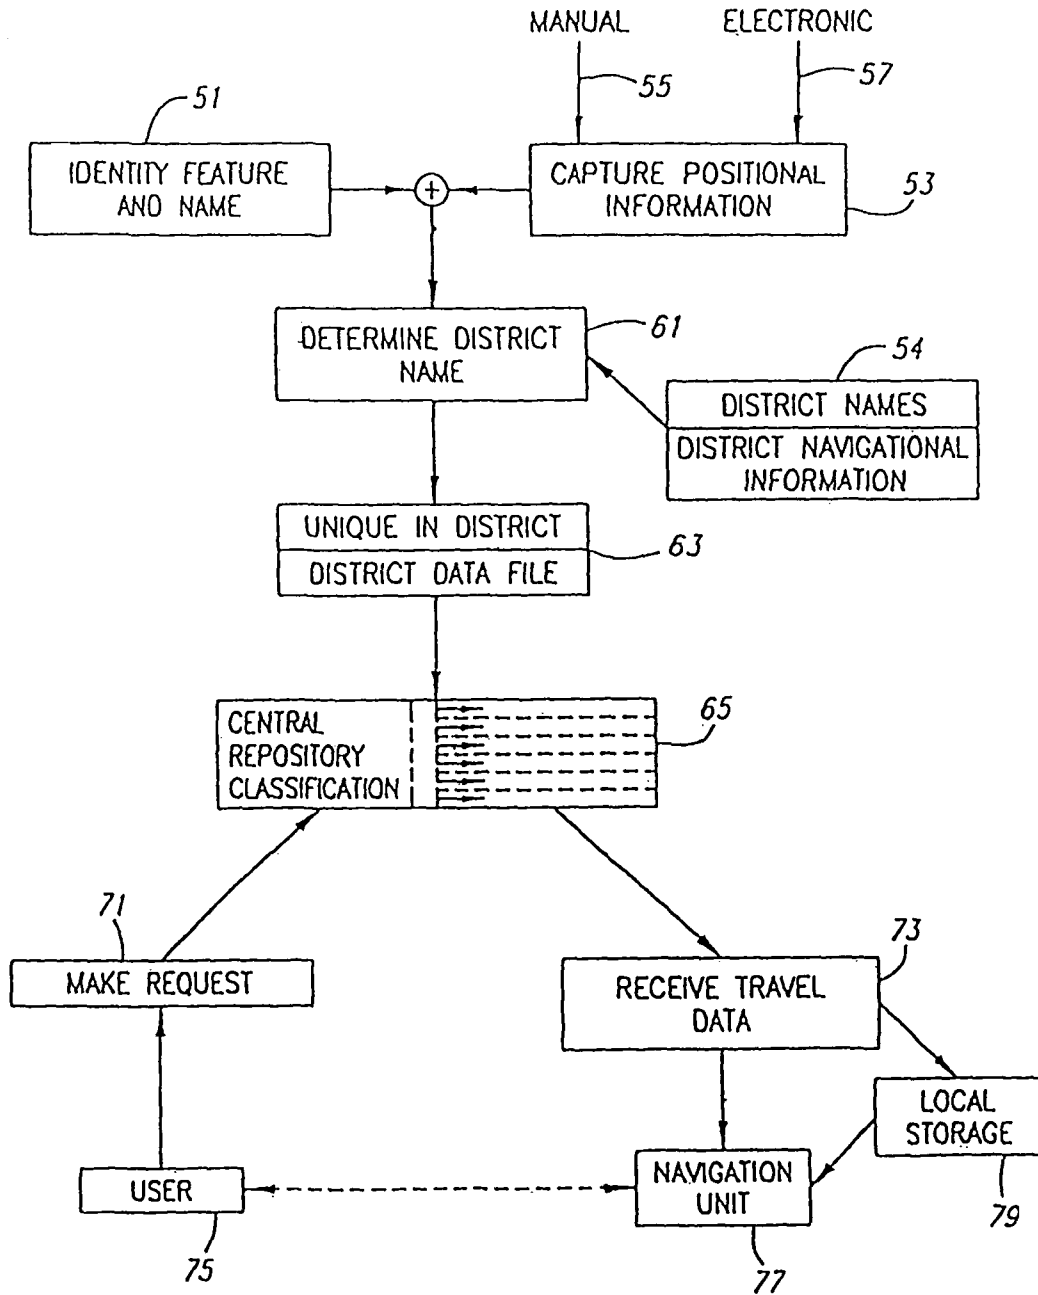 MANUAL
ELECTRONIC
55
57
51
IDENTITY FEATURE
AND NAME
+
CAPTURE POSITIONAL
INFORMATION
53
DETERMINE DISTRICT
NAME
61
54
DISTRICT NAMES
DISTRICT NAVIGATIONAL
INFORMATION
UNIQUE IN DISTRICT
DISTRICT DATA FILE
63
CENTRAL
REPOSITORY
CLASSIFICATION
65
71
MAKE REQUEST
73
RECEIVE TRAVEL
DATA
LOCAL
STORAGE
79
USER
75
NAVIGATION
UNIT
77